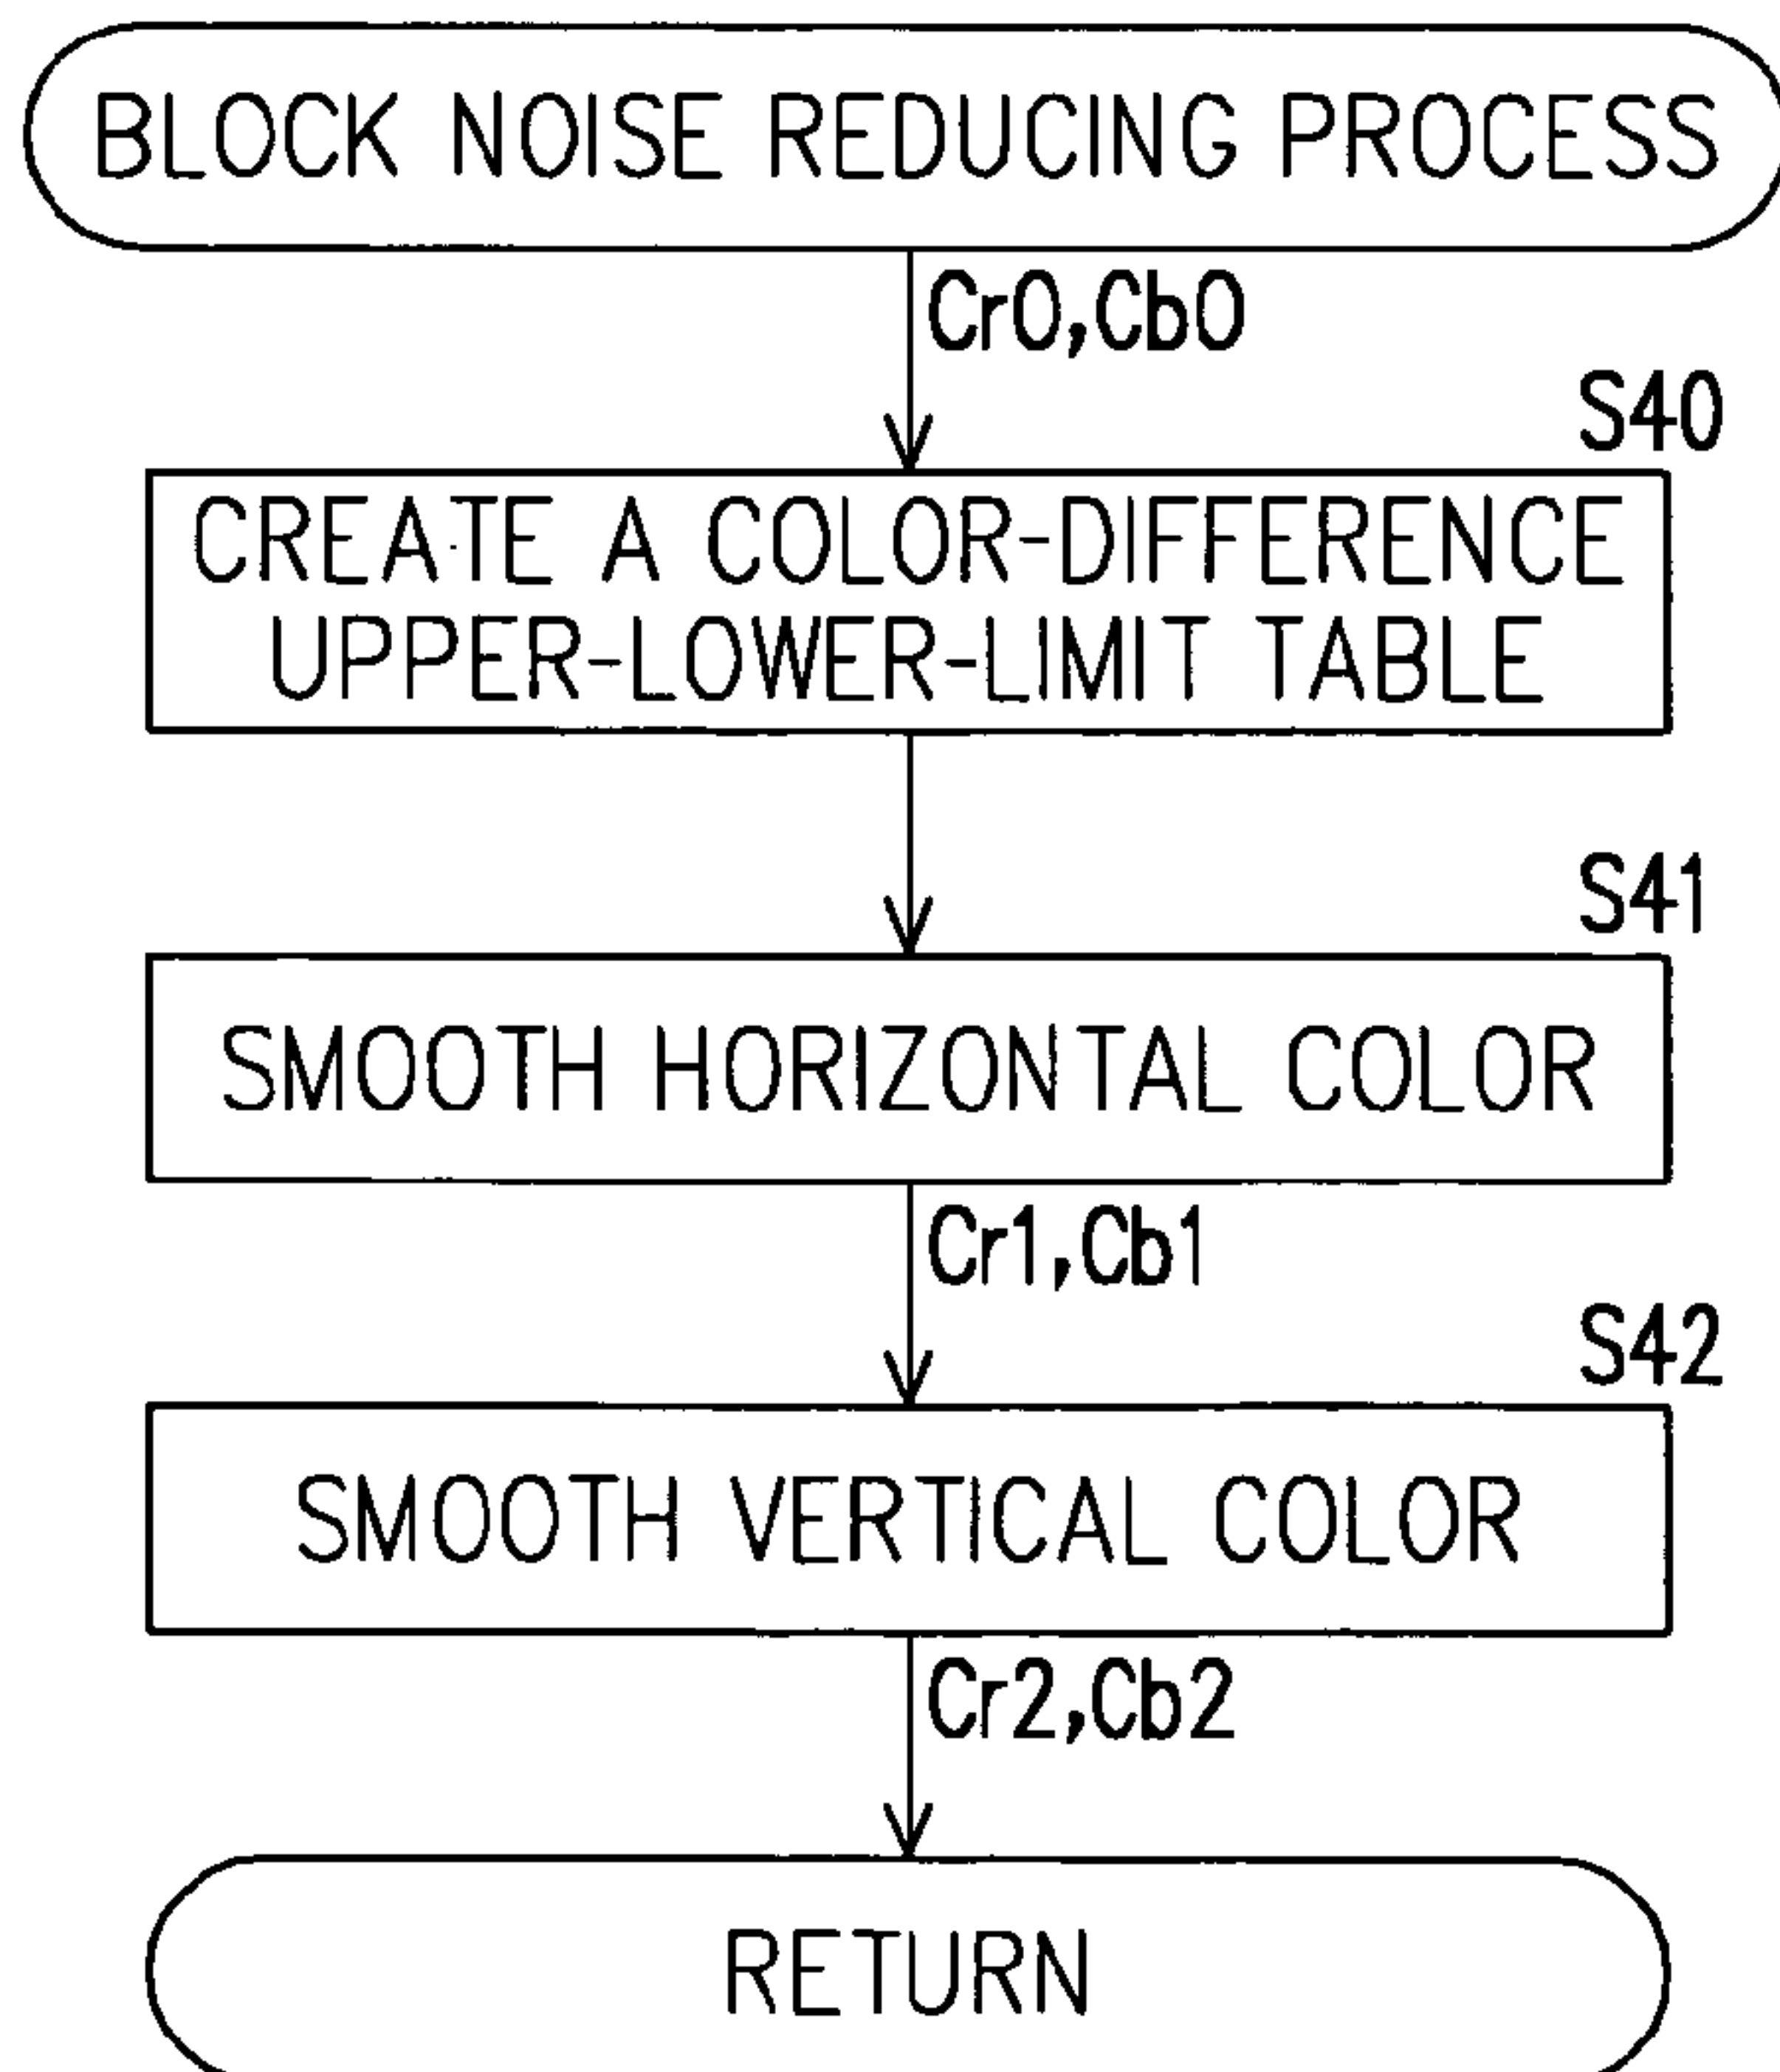 BLOCK NOISE REDUCING PROCESS
Cr0,Cb0
S40
CREATE A COLOR-DIFFERENCE
UPPER-LOWER-LIMIT TABLE
S41
SMOOTH HORIZONTAL COLOR
Cr1,Cb1
S42
SMOOTH VERTICAL COLOR
Cr2,Cb2
RETURN